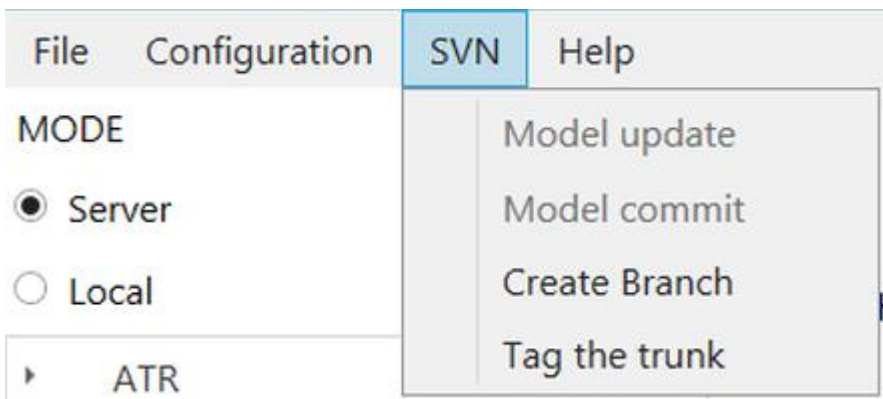 File Configuration SVN Help
MODE
Server
Local
ATR
Model update
Model commit
Create Branch
Tag the trunk